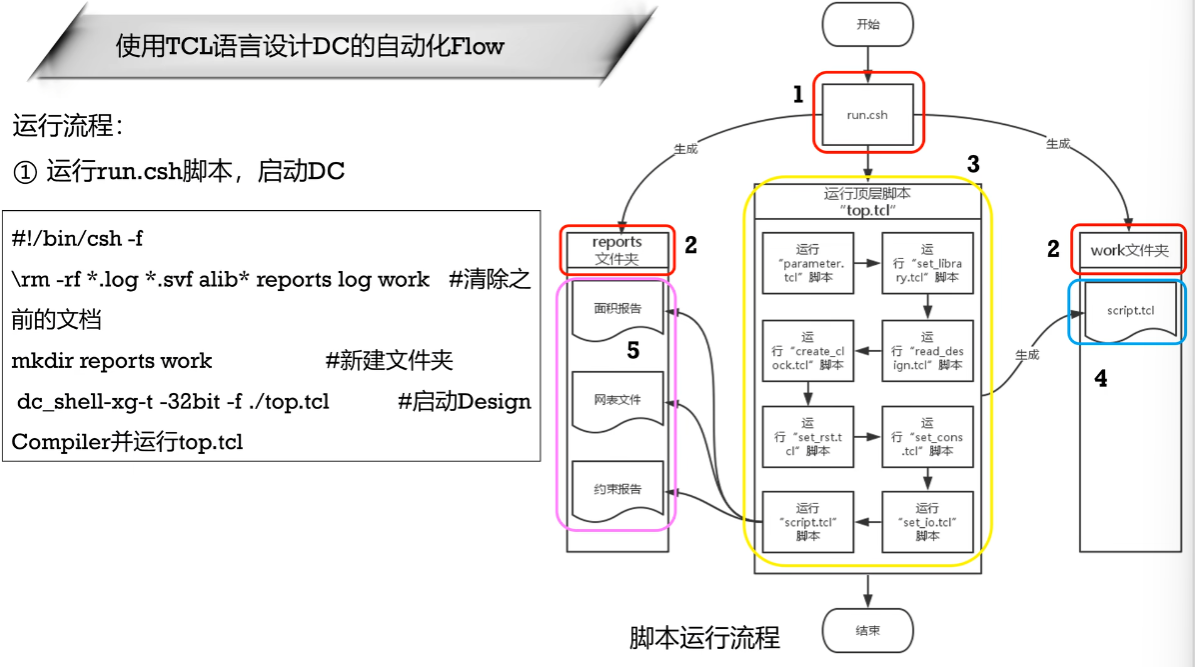 使用TCL语言设计DC的自动化Flow
运行流程：
① 运行run.csh脚本，启动DC
#!/bin/csh -f
\rm -rf *.log *.svf alib* reports log work #清除之
前的文档
mkdir reports work #新建文件夹
dc_shell-xg-t -32bit -f ./top.tcl #启动Design
Compiler并运行top.tcl
开始
1
run.csh
生成
生成
3
运行顶层脚本
“top.tcl”
reports
文件夹
2
2
work文件夹
运行
“parameter.
tcl”脚本
运
行“set_libra
ry.tcl”脚本
面积报告
5
script.tcl
生成
4
运
行“create_cl
ock.tcl”脚本
运
行“read_des
ign.tcl”脚本
网表文件
运
行“set_rst.t
cl”脚本
运
行“set_cons
.tcl”脚本
约束报告
运行
“script.tcl”
脚本
运行
“set_io.tcl”
脚本
结束
脚本运行流程